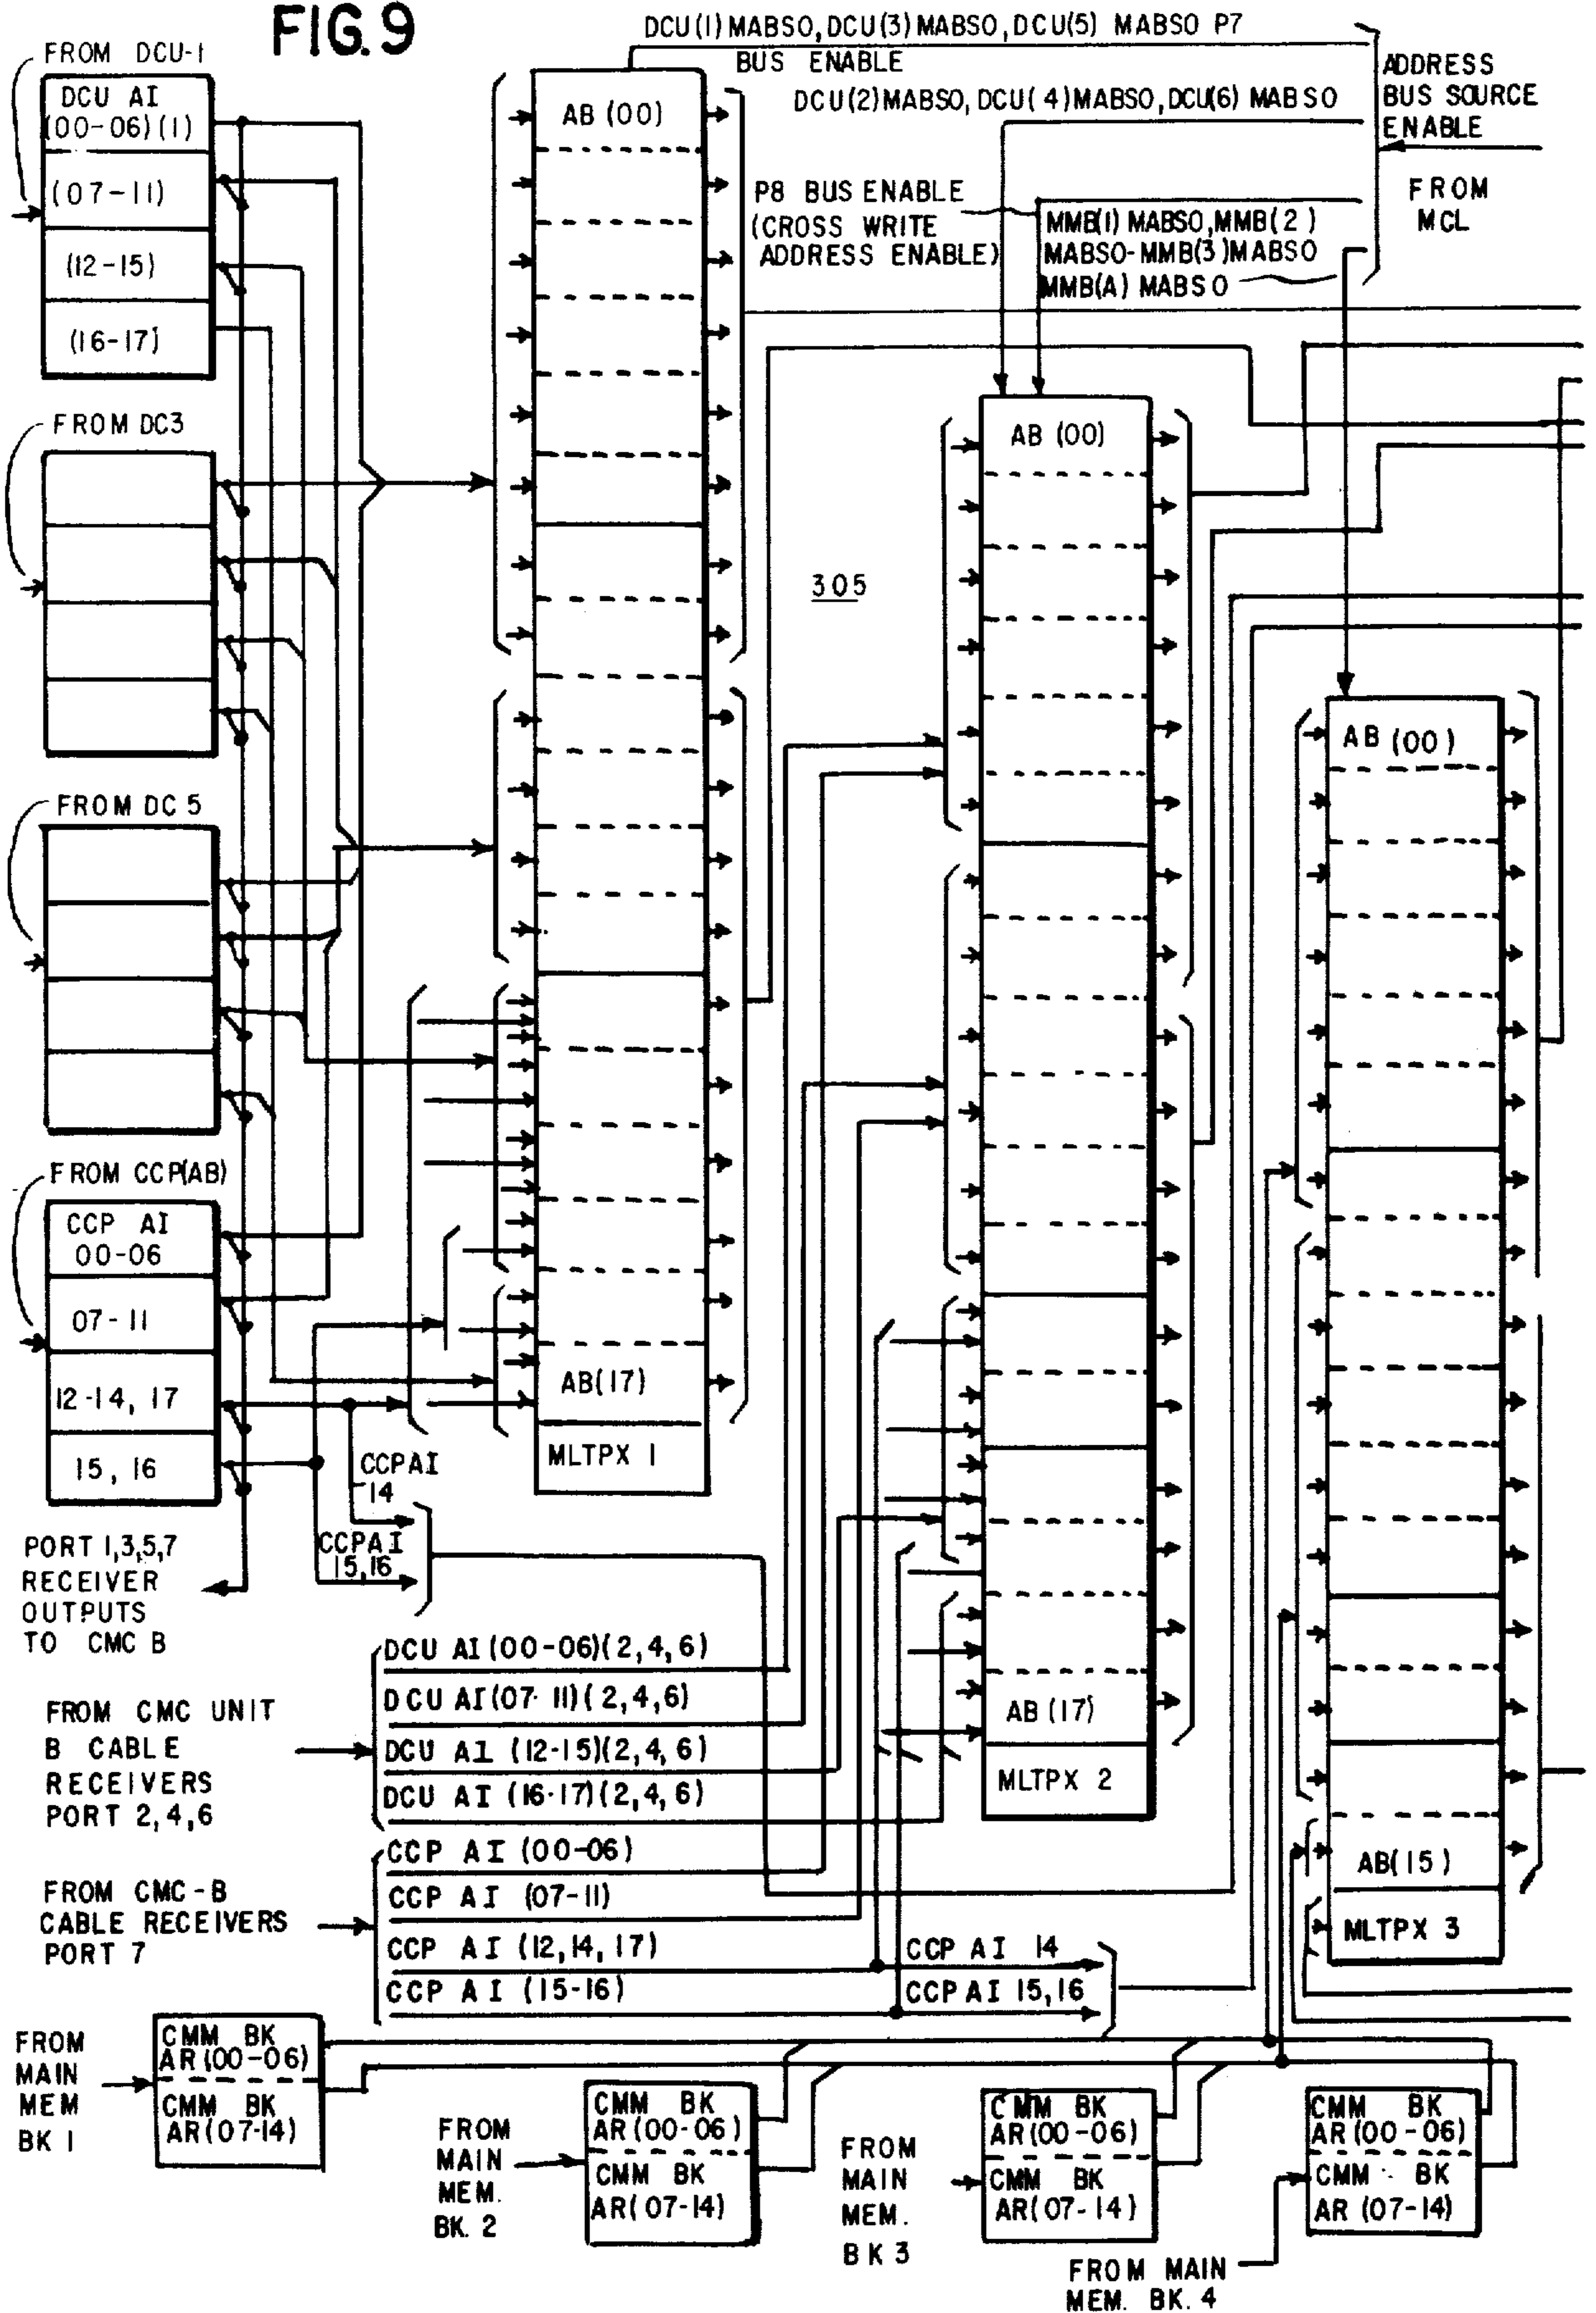 FIG. 9
DCU(1) MABSO, DCU(3) MABSO, DCU(5) MABSO P7
BUS ENABLE
DCU(2) MABSO, DCU(4) MABSO, DCU(6) MABSO
ADDRESS
BUS SOURCE
ENABLE
FROM
MCL
P8 BUS ENABLE
(CROSS WRITE
ADDRESS ENABLE)
MMB(1) MABSO, MMB(2)
MABSO-MMB(3)MABSO
MMB(A) MABSO
FROM DCU-1
DCU AI
(00-06)(1)
(07-11)
(12-15)
(16-17)
FROM DC3
FROM DC 5
FROM CCP(AB)
CCP AI
00-06
07-11
12-14, 17
15, 16
AB (00)
AB(17)
MLTPX 1
305
AB (00)
AB (17)
MLTPX 2
AB (00)
AB(15)
MLTPX 3
CCPAI
14
CCPAI
15,16
PORT 1,3,5,7
RECEIVER
OUTPUTS
TO CMC B
FROM CMC UNIT
B CABLE
RECEIVERS
PORT 2,4,6
DCU AI (00-06)(2,4,6)
DCU AI(07-11)(2,4,6)
DCU AI (12-15)(2,4,6)
DCU AI (16-17)(2,4,6)
FROM CMC-B
CABLE RECEIVERS
PORT 7
CCP AI (00-06)
CCP AI (07-11)
CCP AI (12,14,17)
CCP AI (15-16)
CCP AI 14
CCP AI 15,16
FROM
MAIN
MEM
BK 1
CMM BK
AR(00-06)
CMM BK
AR(07-14)
FROM
MAIN
MEM.
BK. 2
CMM BK
AR(00-06)
CMM BK
AR(07-14)
FROM
MAIN
MEM.
BK 3
CMM BK
AR(00-06)
CMM BK
AR(07-14)
FROM MAIN
MEM. BK. 4
CMM BK
AR(00-06)
CMM BK
AR (07-14)